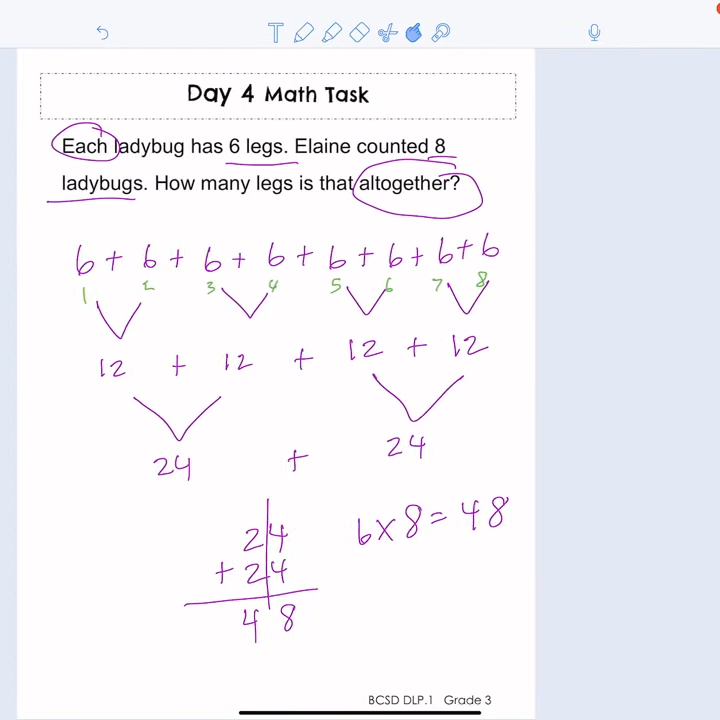 Day 4 Math Task
Each ladybug has 6 legs. Elaine counted 8
ladybugs. How many legs is that altogether?
6 + 6 + 6 + 6 + 6 + 6 + 6 + 6
1 2 3 4 5 6 7 8
12 + 12 + 12 + 12
24 + 24
6 x 8 = 48
24
+ 24
48
BCSD DLP.1 Grade 3